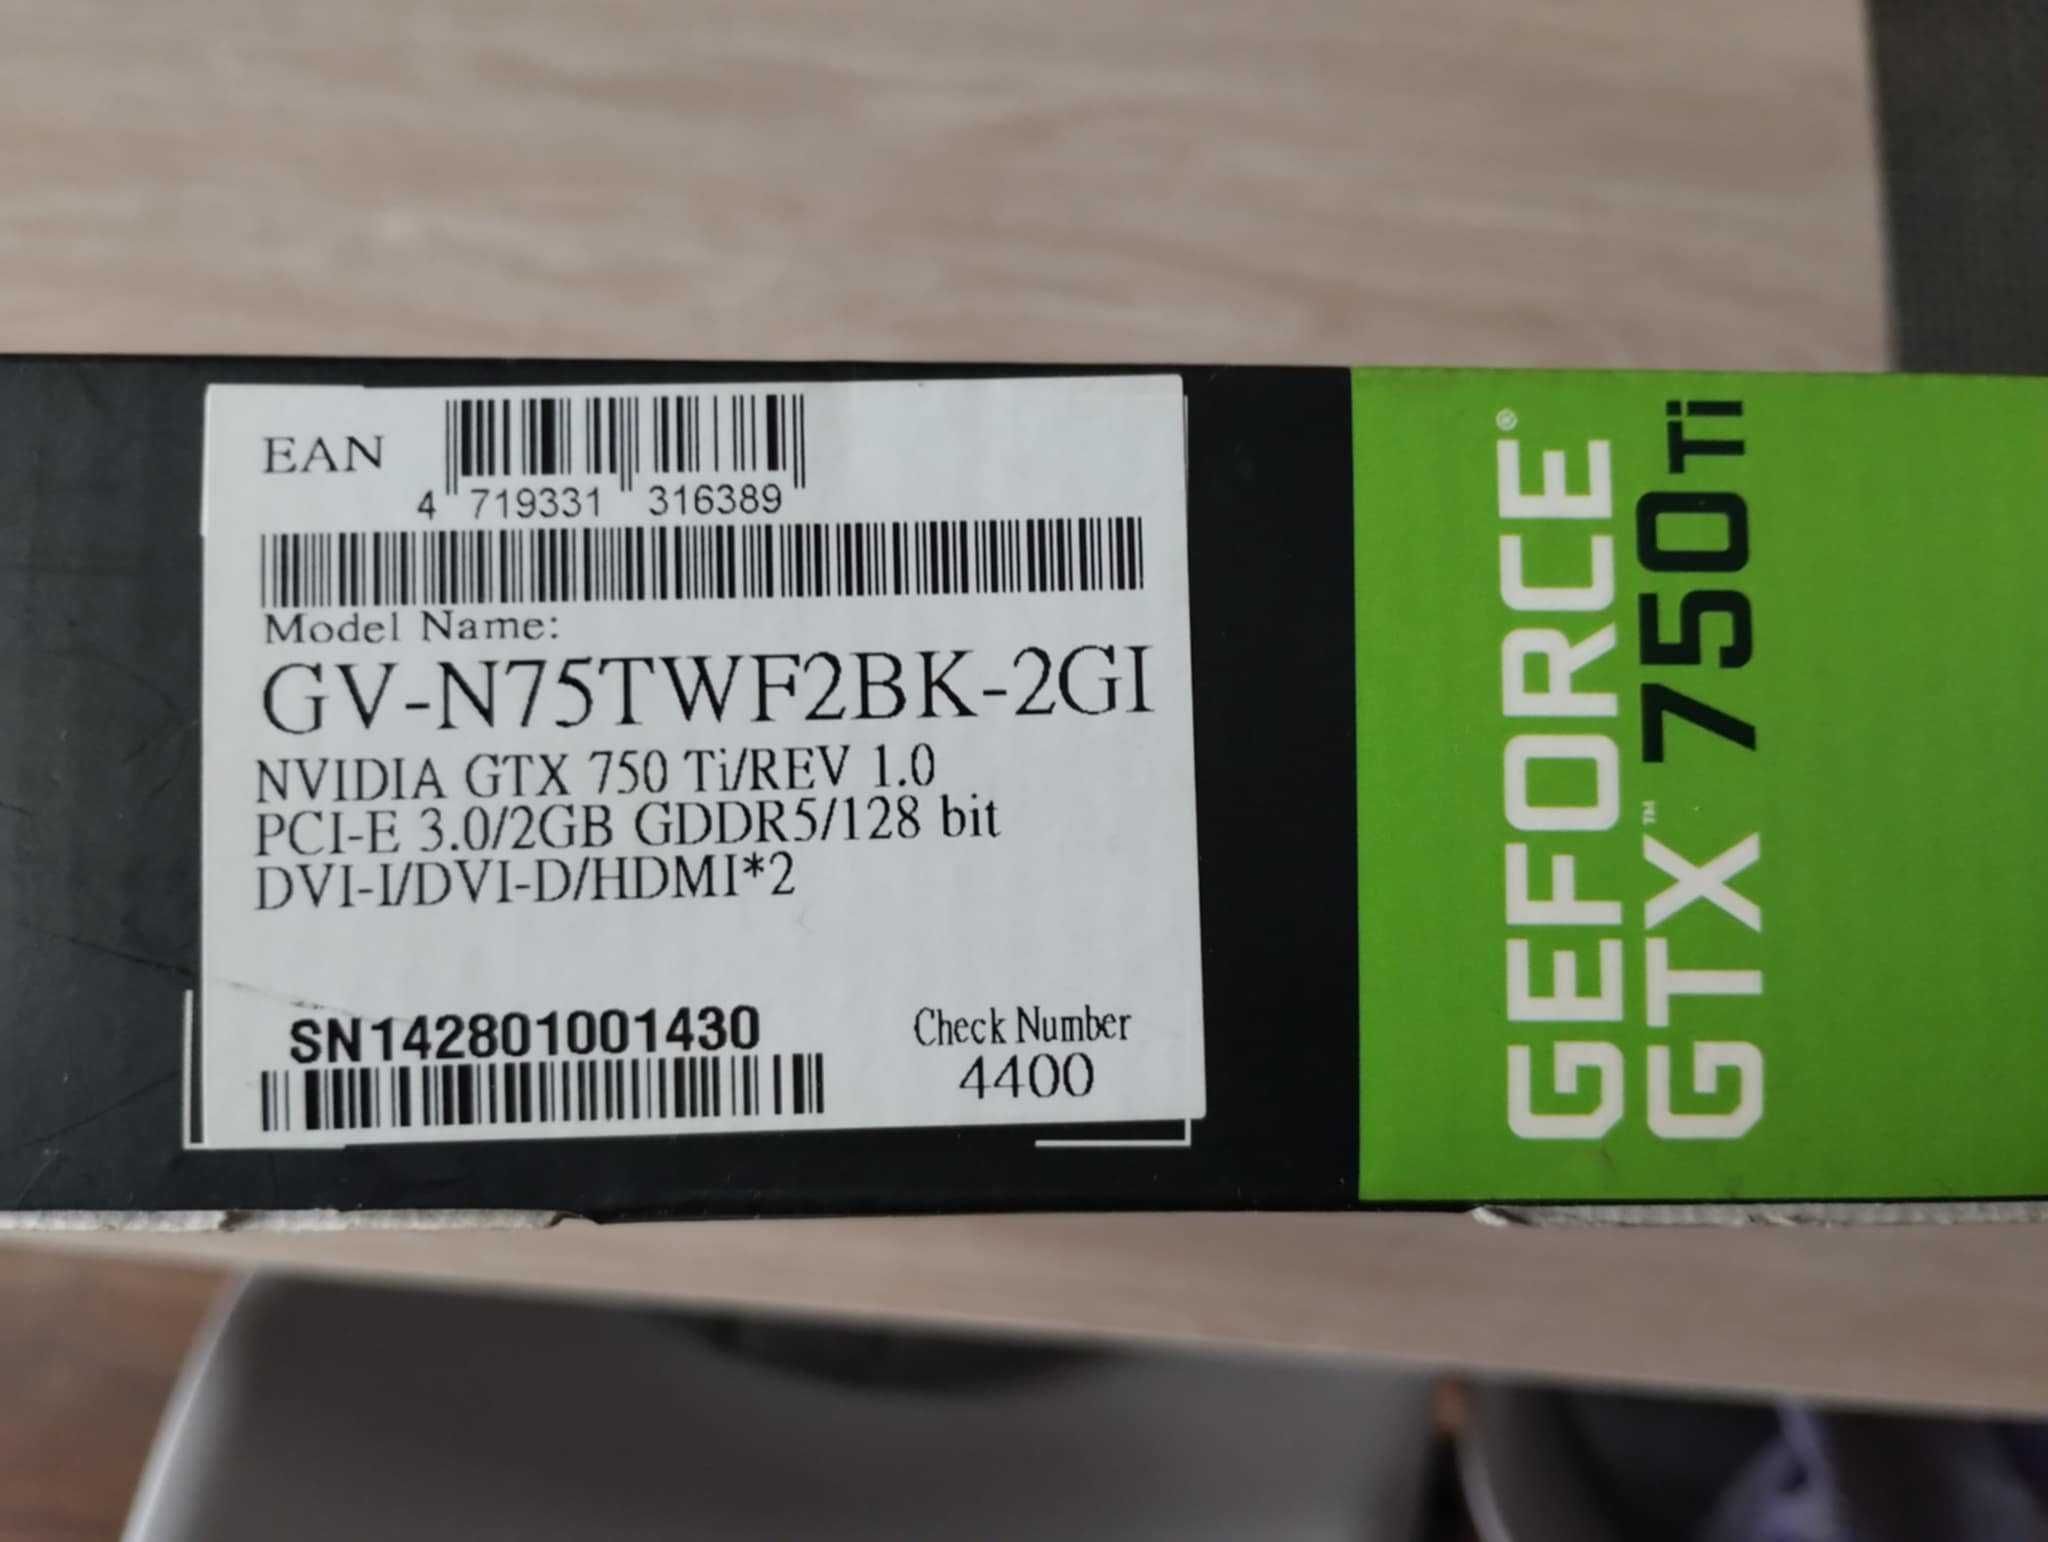 EAN
4 719331 316389
Model Name:
GV-N75TWF2BK-2GI
NVIDIA GTX 750 Ti/REV 1.0
PCI-E 3.0/2GB GDDR5/128 bit
DVI-I/DVI-D/HDMI*2
SN142801001430
Check Number
4400
GEFORCE®
GTX™ 750Ti